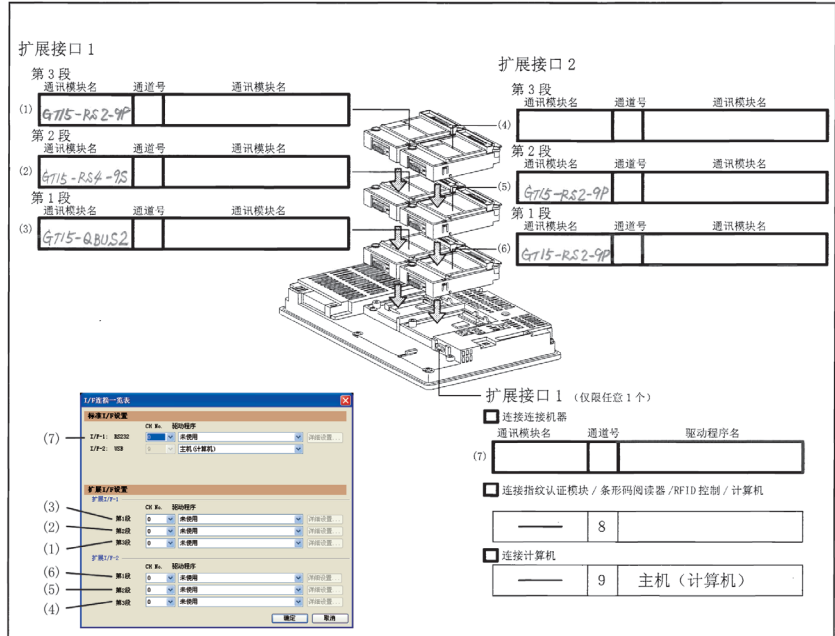 扩展接口 1
第 3 段
通讯模块名 通道号 通讯模块名
(1) GT15-RS2-9P
第 2 段
通讯模块名 通道号 通讯模块名
(2) GT15-RS4-9S
第 1 段
通讯模块名 通道号 通讯模块名
(3) GT15-QBUS2
扩展接口 2
第 3 段
通讯模块名 通道号 通讯模块名
(4)
第 2 段
通讯模块名 通道号 通讯模块名
(5) GT15-RS2-9P
第 1 段
通讯模块名 通道号 通讯模块名
(6) GT15-RS2-9P
I/F连接一览表
标准I/F设置
CH No. 驱动程序
(7) I/F-1: RS232 0 未使用 详细设置...
I/F-2: USB 9 主机(计算机)
扩展I/F设置
扩展I/F-1
CH No. 驱动程序
(3) 第1段 0 未使用 详细设置...
(2) 第2段 0 未使用 详细设置...
(1) 第3段 0 未使用 详细设置...
扩展I/F-2
CH No. 驱动程序
(6) 第1段 0 未使用 详细设置...
(5) 第2段 0 未使用 详细设置...
(4) 第3段 0 未使用 详细设置...
确定 取消
扩展接口 1 (仅限任意 1 个)
连接连接机器
通讯模块名 通道号 驱动程序名
(7)
连接指纹认证模块 / 条形码阅读器 /RFID 控制 / 计算机
— 8
连接计算机
— 9 主机（计算机）